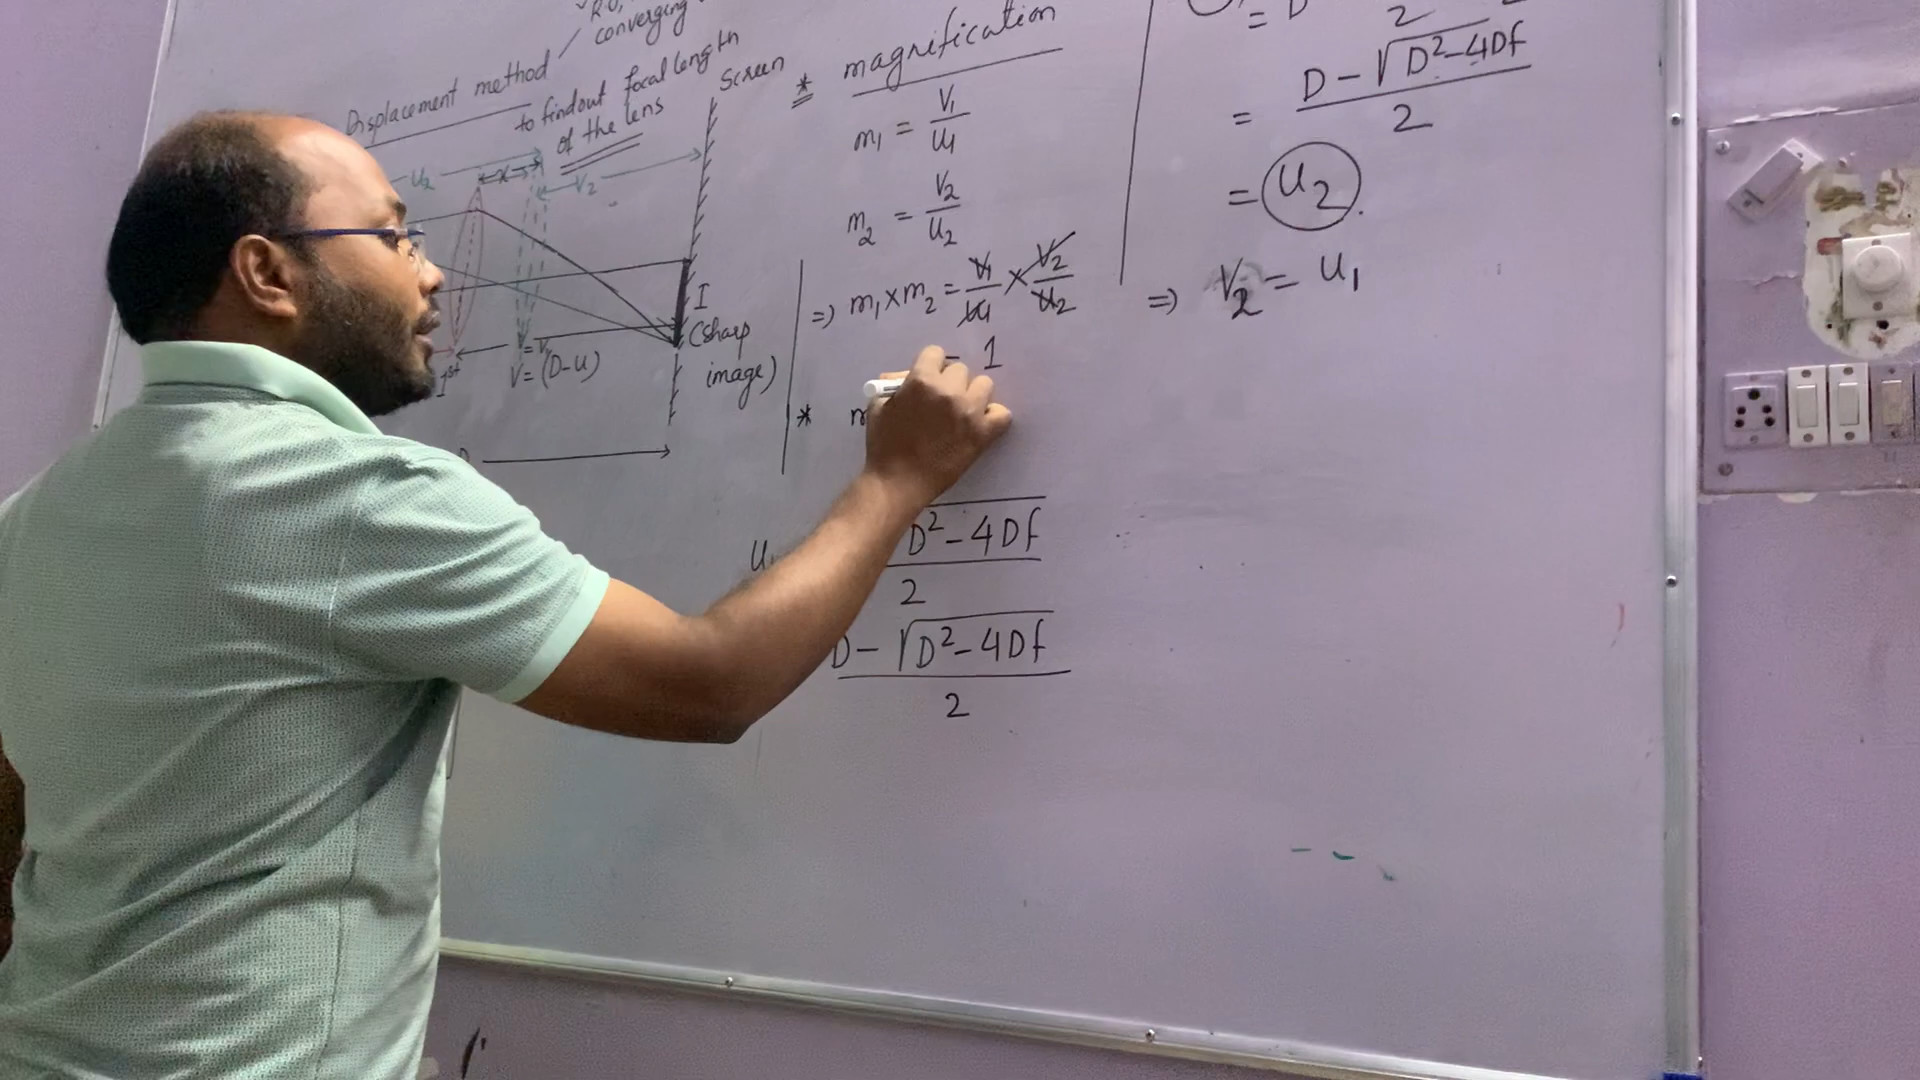 converging
Displacement method /
to findout focal length
of the lens
Screen
U2
x
V2
I
(sharp
image)
1st
V = (D-U)
* magnification
m1 = V1/U1
m2 = V2/U2
=> m1 x m2 = V1/U1 x V2/U2
= 1
*
D² - 4Df
2
D - √D² - 4Df
2
= D
2
= D - √D² - 4Df
2
= U2.
=> V2 = U1